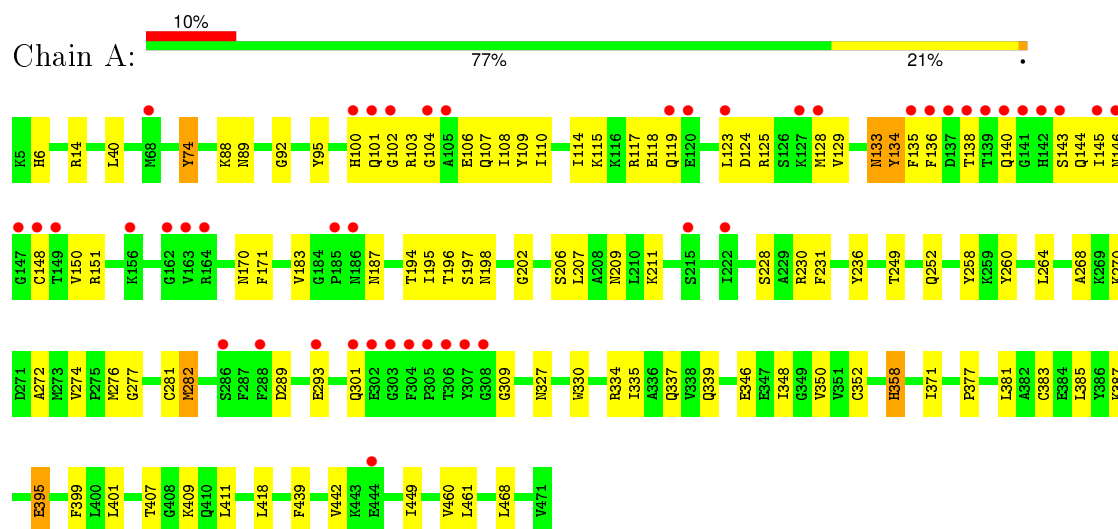 10%
Chain A:
77% 21% •
K5 H6 R14 L40 M68 Y74 K88 N89 G92 Y95 H100 Q101 G102 R103 G104 A105 E106 Q107 I108 Y109 I110 I114 K115 K116 R117 E118 Q119 E120 L123 D124 R125 S126 K127 M128 V129 N133 Y134 F135 F136 D137 T138 T139 Q140 G141 H142 S143 Q144 I145 N146
G147 C148 T149 V150 R151 K156 G162 V163 R164 N170 F171 V183 G184 P185 N186 N187 T194 I195 T196 S197 N198 G202 S206 L207 A208 N209 L210 K211 S215 I222 S228 A229 R230 F231 Y236 T249 Q252 Y258 K259 Y260 L264 A268 K269 K270
D271 A272 M273 V274 P275 M276 G277 C281 M282 S286 F287 F288 D289 E293 Q301 E302 G303 F304 P305 T306 Y307 G308 G309 N327 W330 R334 I335 A336 Q337 V338 Q339 E346 E347 I348 G349 V350 V351 C352 H358 I371 P377 L381 A382 C383 E384 L385 Y386 K387
E395 F399 L400 L401 T407 G408 K409 Q410 L411 L418 F439 V442 K443 E444 I449 V460 L461 L468 V471